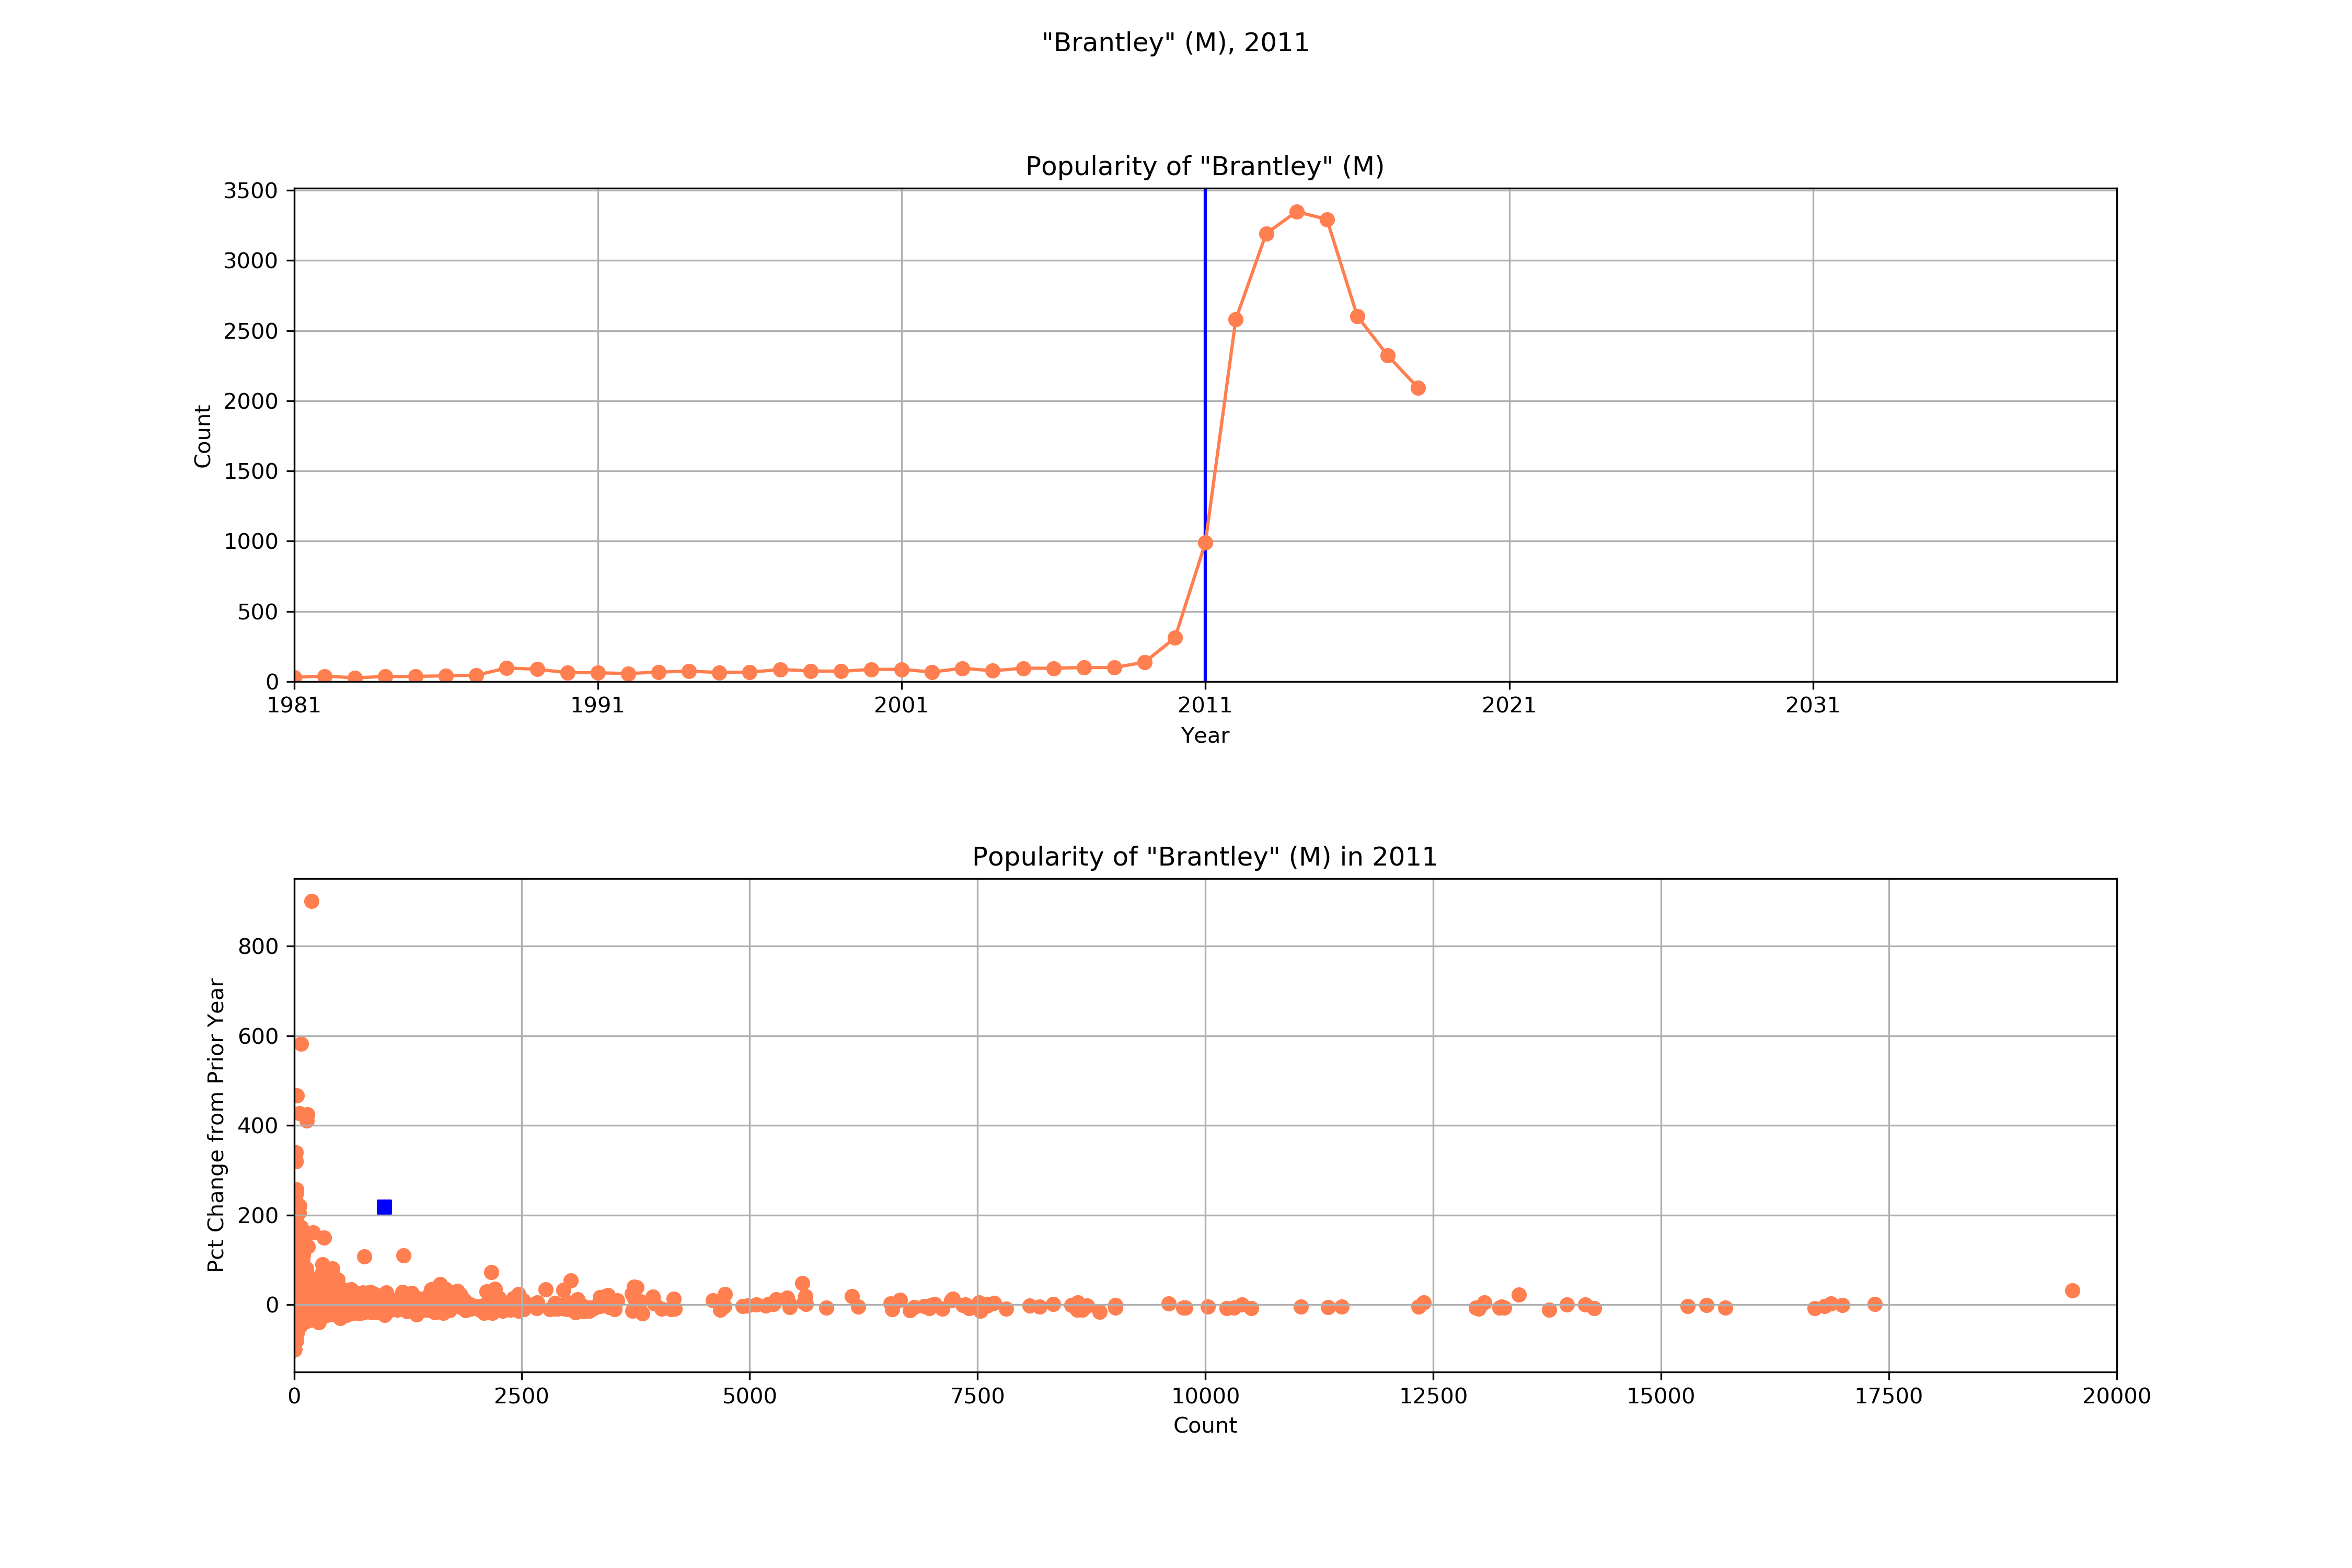 "Brantley" (M), 2011
Popularity of "Brantley" (M)
3500
3000
2500
2000
1500
1000
500
0
Count
1981 1991 2001 2011 2021 2031
Year
Popularity of "Brantley" (M) in 2011
800
600
400
200
0
Pct Change from Prior Year
0 2500 5000 7500 10000 12500 15000 17500 20000
Count